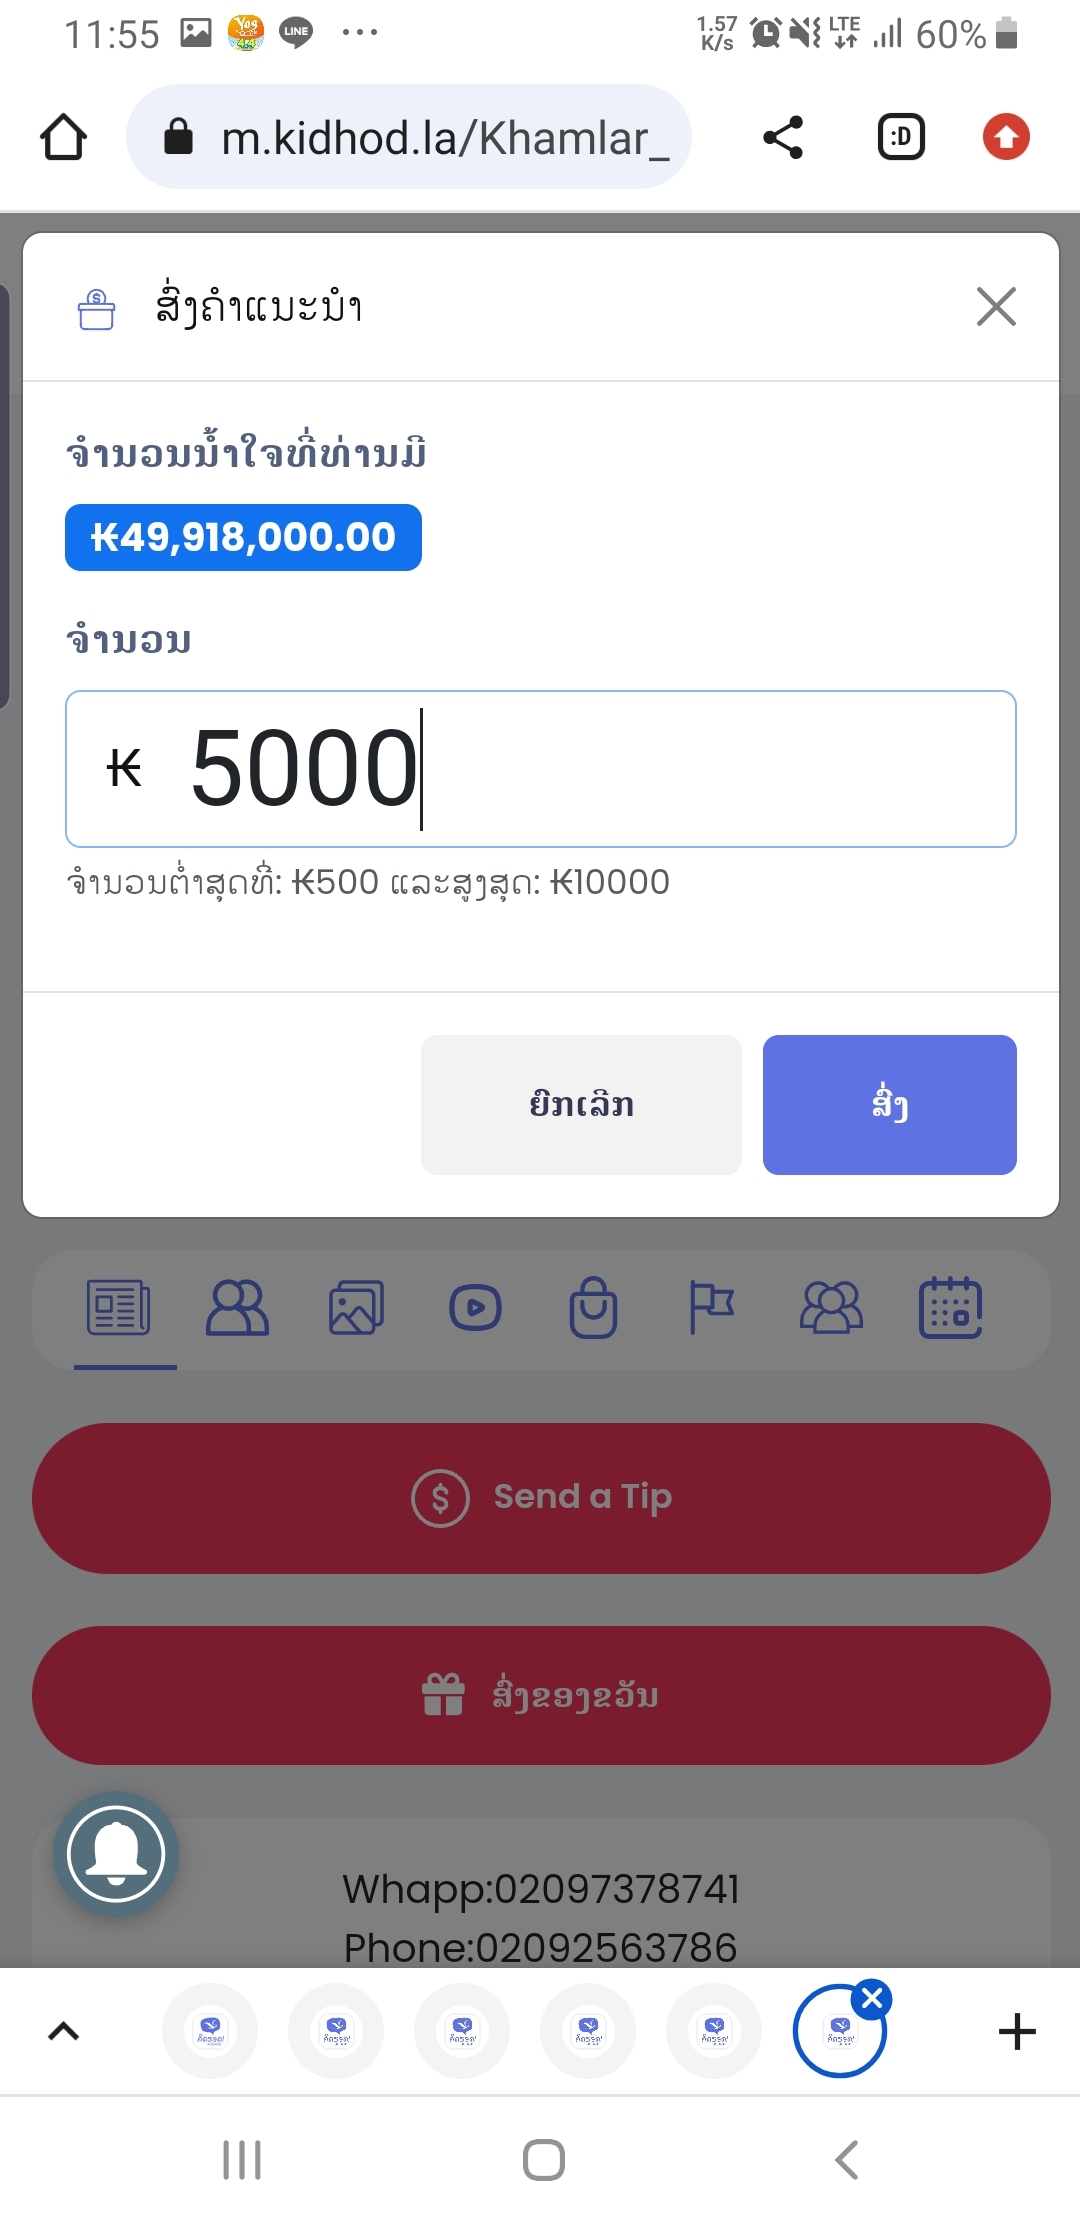 11:55
LINE
1.57
K/s
LTE
60%
m.kidhod.la/Khamlar_
:D
ສົ່ງຄຳແນະນຳ
ຈຳນວນນ້ຳໃຈທີ່ທ່ານມີ
₭49,918,000.00
ຈຳນວນ
₭ 5000
ຈຳນວນຕ່ຳສຸດທີ່: ₭500 ແລະສູງສຸດ: ₭10000
ຍົກເລີກ
ສົ່ງ
Send a Tip
ສົ່ງຂອງຂວັນ
Whapp:02097378741
Phone:02092563786